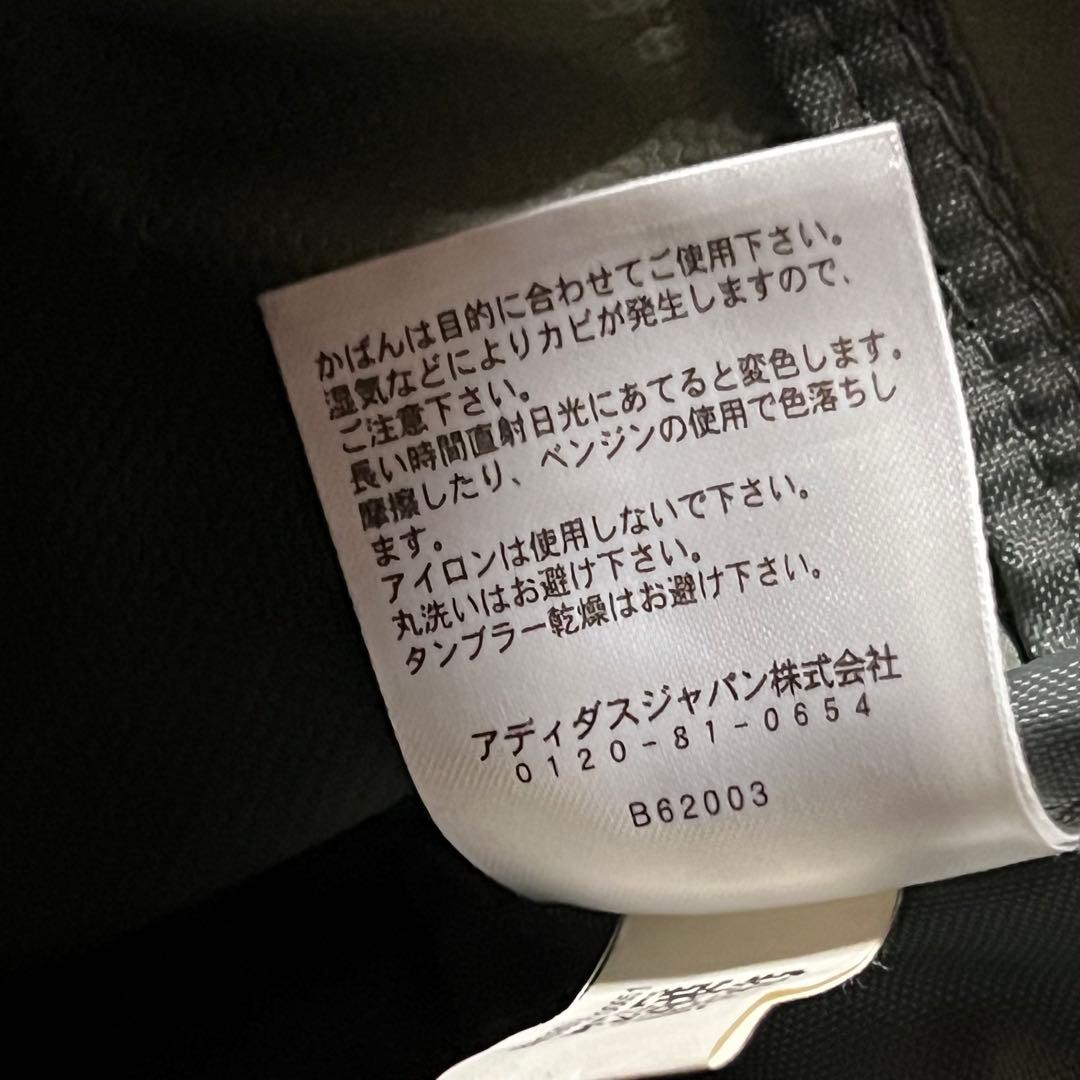 かばんは目的に合わせてご使用下さい。
湿気などによりカビが発生しますので、
ご注意下さい。
長い時間直射日光にあてると変色します。
摩擦したり、ベンジンの使用で色落ちし
ます。
アイロンは使用しないで下さい。
丸洗いはお避け下さい。
タンブラー乾燥はお避け下さい。
アディダスジャパン株式会社
0120-81-0654
B62003